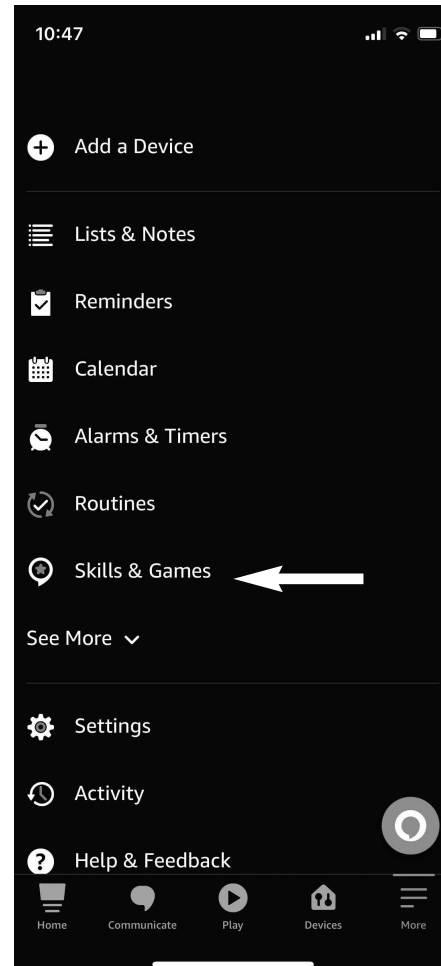 10:47
Add a Device
Lists & Notes
Reminders
Calendar
Alarms & Timers
Routines
Skills & Games
See More
Settings
Activity
Help & Feedback
Home Communicate Play Devices More